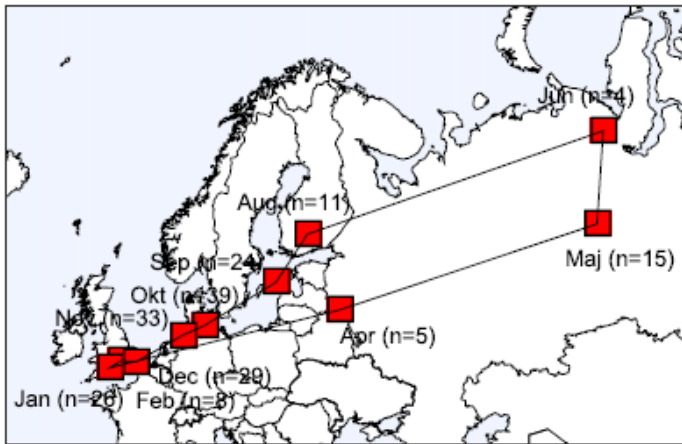 Jun (n=4)
Aug (n=11)
Maj (n=15)
Sep (n=24)
Okt (n=139)
Nov (n=33)
Apr (n=5)
Dec (n=29)
Jan (n=26)
Feb (n=8)